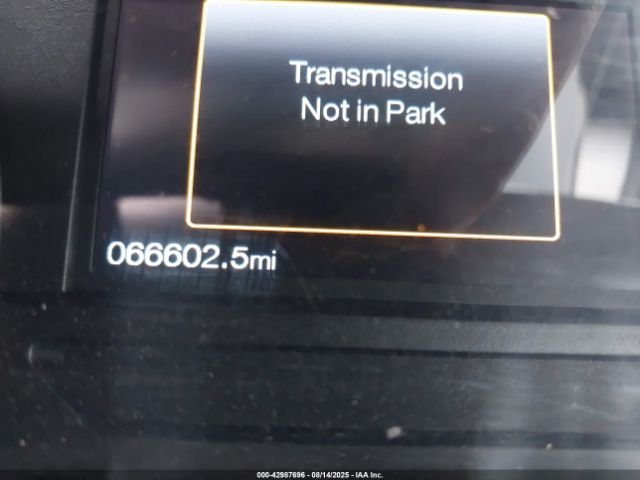 Transmission
Not in Park
066602.5mi
000-42987696 - 08/14/2025 - IAA Inc.